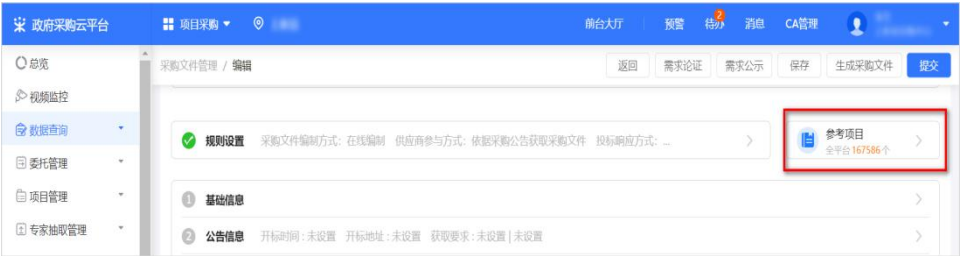 政府采购云平台 项目采购 前台大厅 预警 待办 2 消息 CA管理
总览
采购文件管理 / 编辑 返回 需求论证 需求公示 保存 生成采购文件 提交
视频监控
数据查询
规则设置 采购文件编制方式：在线编制 供应商参与方式：依据采购公告获取采购文件 投标响应方式：...
参考项目
全平台167586个
委托管理
项目管理
1 基础信息
专家抽取管理
2 公告信息 开标时间：未设置 开标地址：未设置 获取要求：未设置 | 未设置